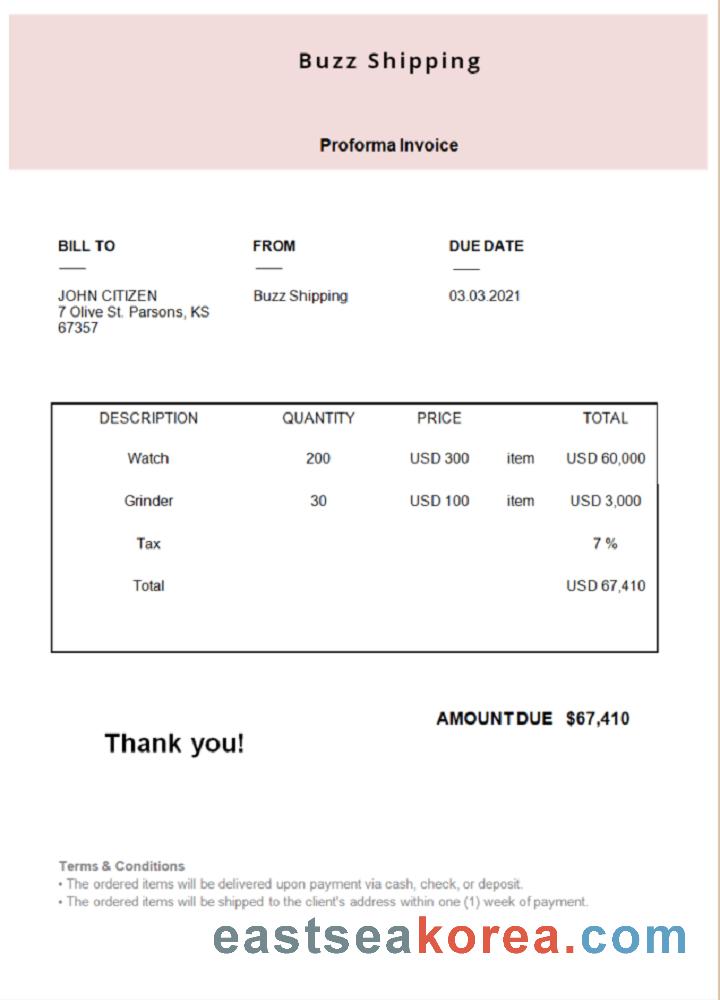 Buzz Shipping
Proforma Invoice
BILL TO FROM DUE DATE
JOHN CITIZEN Buzz Shipping 03.03.2021
7 Olive St. Parsons, KS
67357
DESCRIPTION QUANTITY PRICE TOTAL
Watch 200 USD 300 item USD 60,000
Grinder 30 USD 100 item USD 3,000
Tax 7 %
Total USD 67,410
AMOUNT DUE $67,410
Thank you!
Terms & Conditions
• The ordered items will be delivered upon payment via cash, check, or deposit.
• The ordered items will be shipped to the client's address within one (1) week of payment.
eastseakorea.com